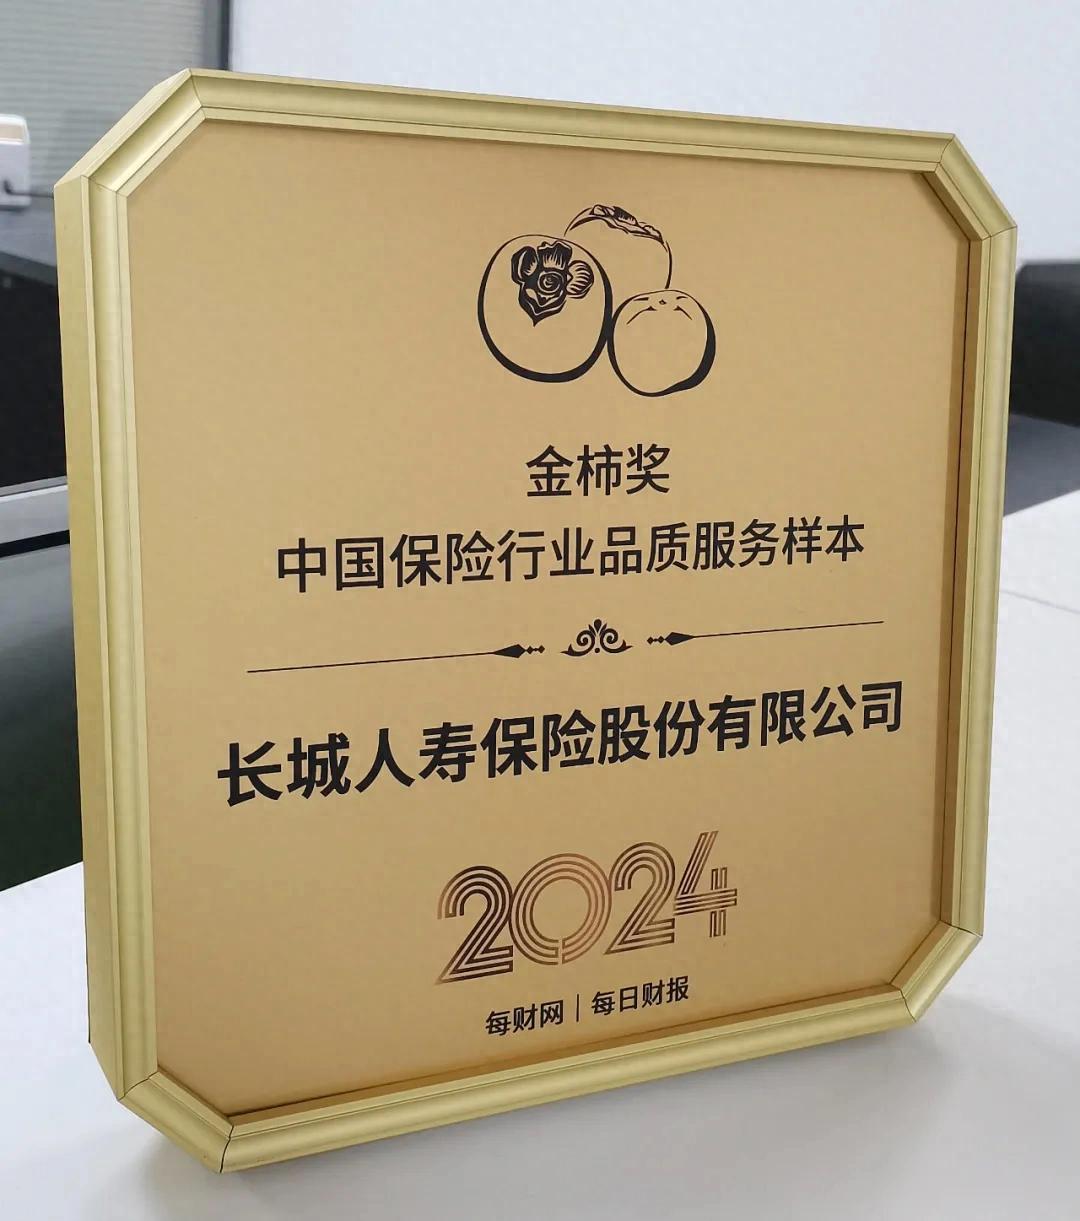 金柿奖
中国保险行业品质服务样本
长城人寿保险股份有限公司
2024
每财网｜每日财报